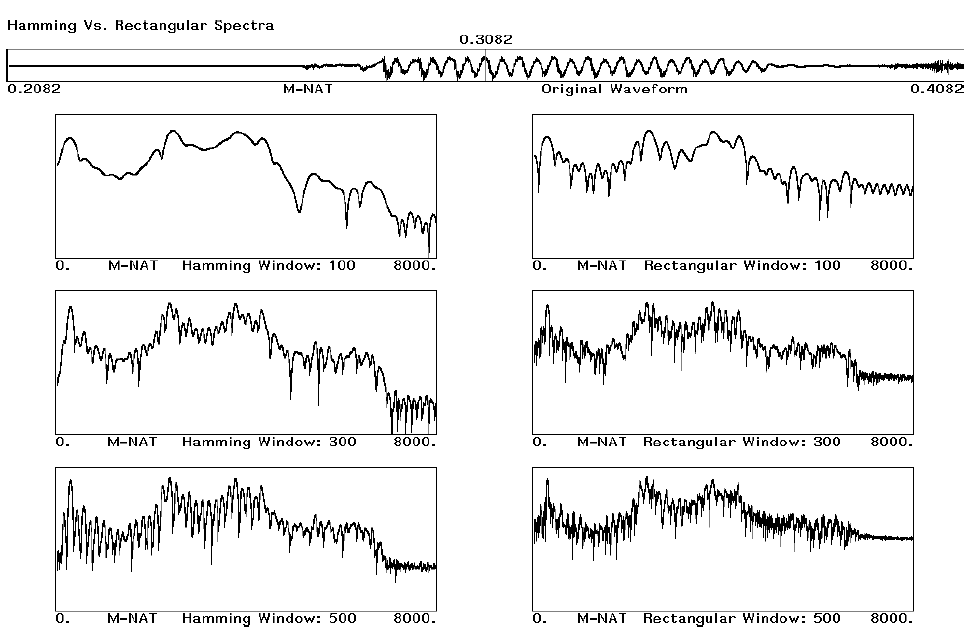 Hamming Vs. Rectangular Spectra
0.3082
0.2082 M-NAT Original Waveform 0.4082
0. M-NAT Hamming Window: 100 8000.
0. M-NAT Rectangular Window: 100 8000.
0. M-NAT Hamming Window: 300 8000.
0. M-NAT Rectangular Window: 300 8000.
0. M-NAT Hamming Window: 500 8000.
0. M-NAT Rectangular Window: 500 8000.